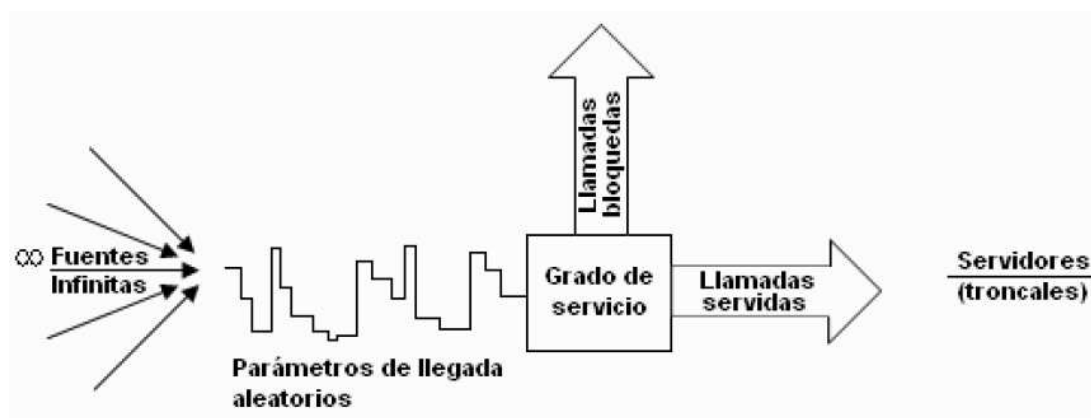 ∞ Fuentes
Infinitas
Parámetros de llegada
aleatorios
Grado de
servicio
Llamadas
bloquedas
Llamadas
servidas
Servidores
(troncales)